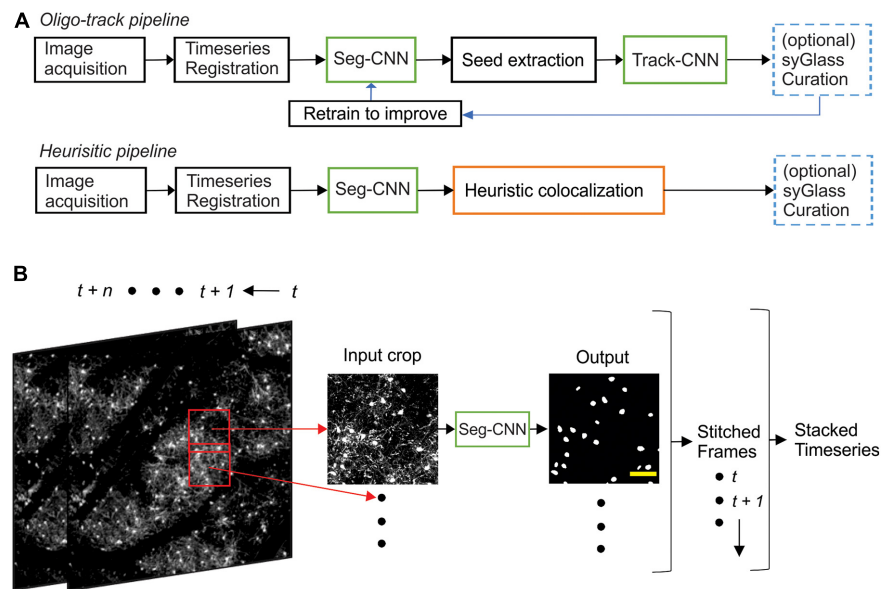 A
Oligo-track pipeline
Image
acquisition
Timeseries
Registration
Seg-CNN
Seed extraction
Track-CNN
(optional)
syGlass
Curation
Retrain to improve
Heurisitic pipeline
Image
acquisition
Timeseries
Registration
Seg-CNN
Heuristic colocalization
(optional)
syGlass
Curation
B
t + n
t + 1
t
Input crop
Seg-CNN
Output
Stitched
Frames
t
t + 1
Stacked
Timeseries